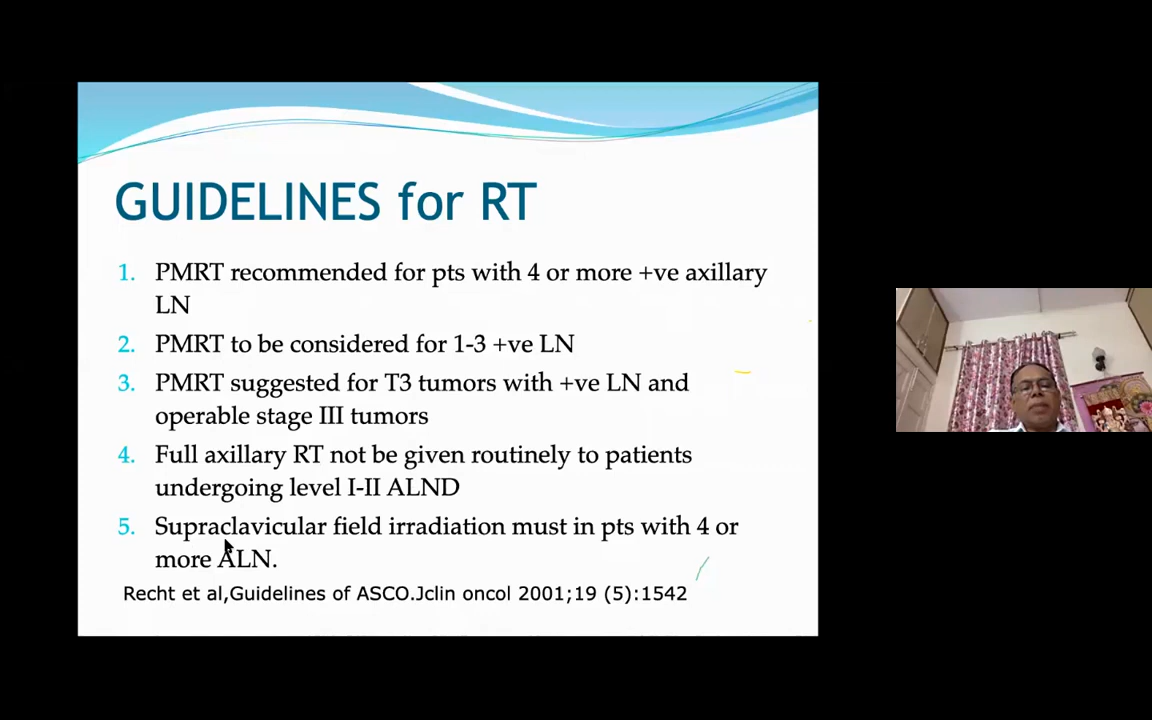 GUIDELINES for RT
1. PMRT recommended for pts with 4 or more +ve axillary
LN
2. PMRT to be considered for 1-3 +ve LN
3. PMRT suggested for T3 tumors with +ve LN and
operable stage III tumors
4. Full axillary RT not be given routinely to patients
undergoing level I-II ALND
5. Supraclavicular field irradiation must in pts with 4 or
more ALN.
Recht et al,Guidelines of ASCO.Jclin oncol 2001;19 (5):1542